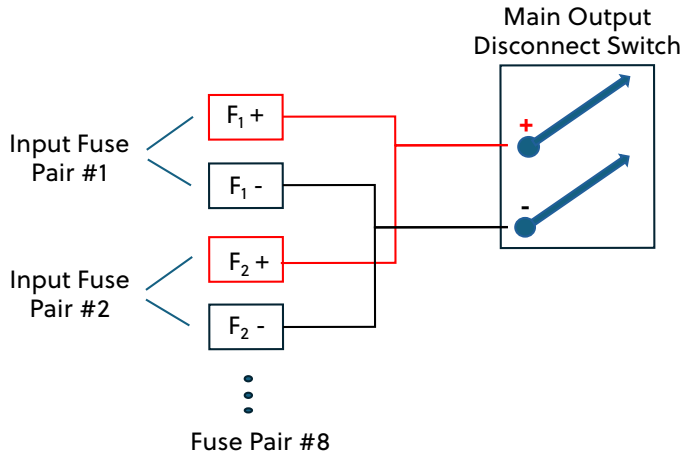 Main Output
Disconnect Switch
F₁ +
+
Input Fuse
Pair #1
F₁ -
-
F₂ +
Input Fuse
Pair #2
F₂ -
Fuse Pair #8